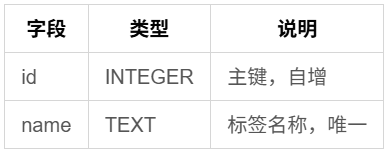 字段 类型 说明
id INTEGER 主键，自增
name TEXT 标签名称，唯一